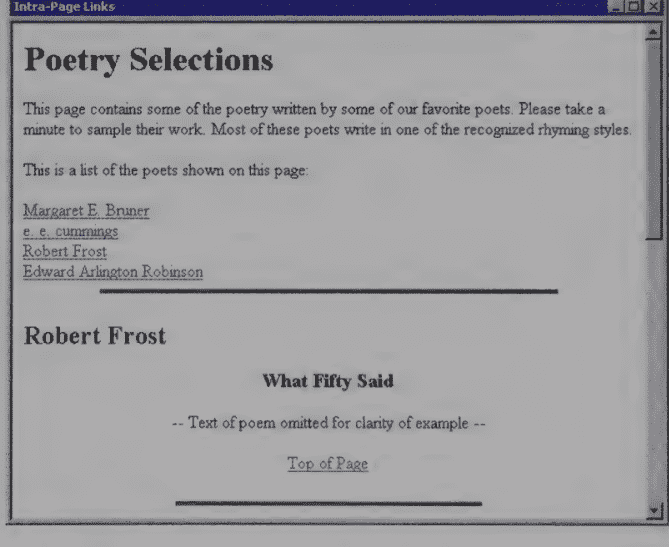 Intra-Page Links
Poetry Selections
This page contains some of the poetry written by some of our favorite poets. Please take a
minute to sample their work. Most of these poets write in one of the recognized rhyming styles.
This is a list of the poets shown on this page:
Margaret E. Bruner
e. e. cummings
Robert Frost
Edward Arlington Robinson
Robert Frost
What Fifty Said
-- Text of poem omitted for clarity of example --
Top of Page